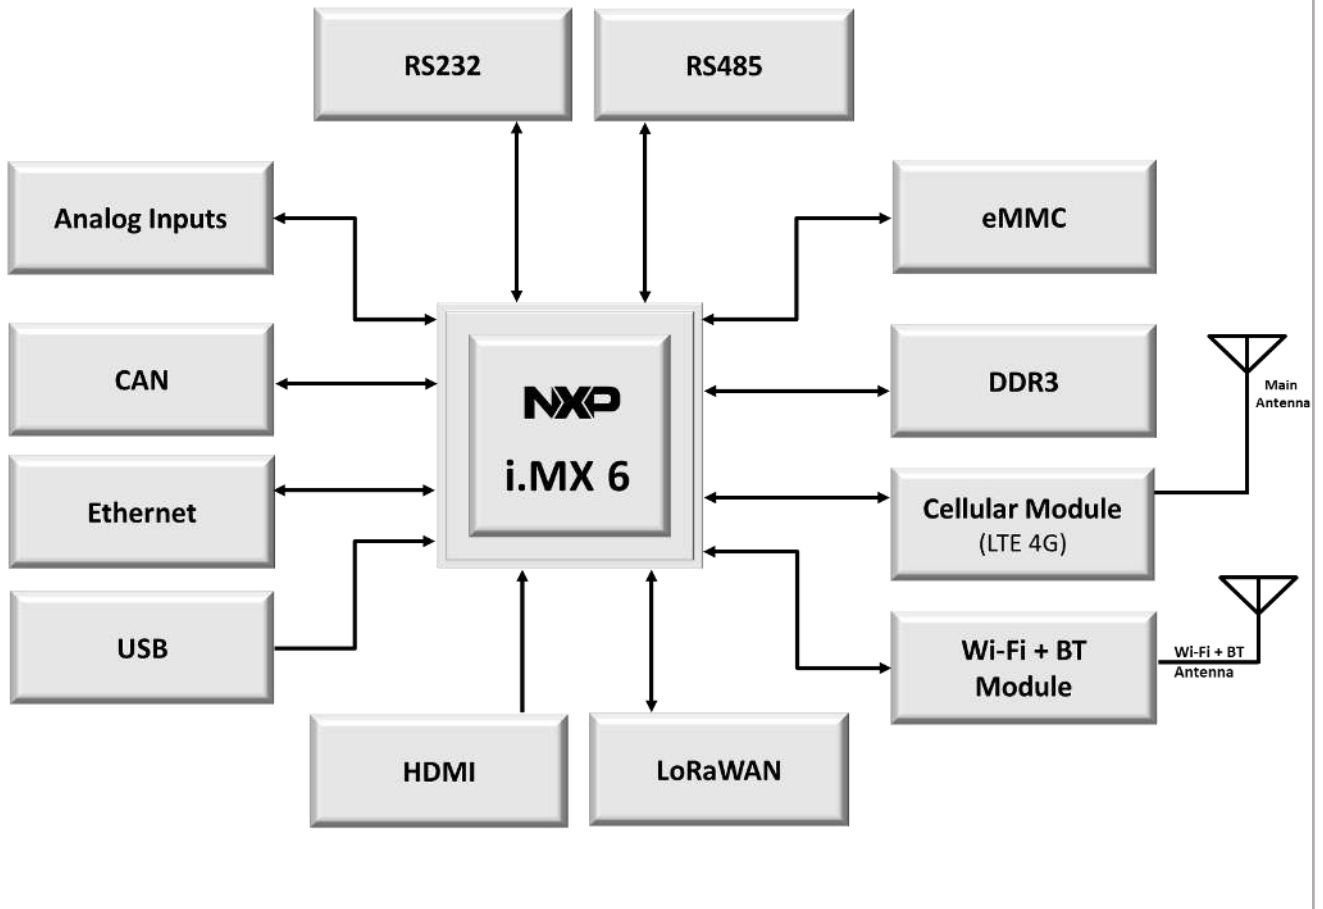 RS232
RS485
Analog Inputs
eMMC
CAN
DDR3
Main
Antenna
NXP
i.MX 6
Ethernet
Cellular Module
(LTE 4G)
USB
Wi-Fi + BT
Module
Wi-Fi + BT
Antenna
HDMI
LoRaWAN